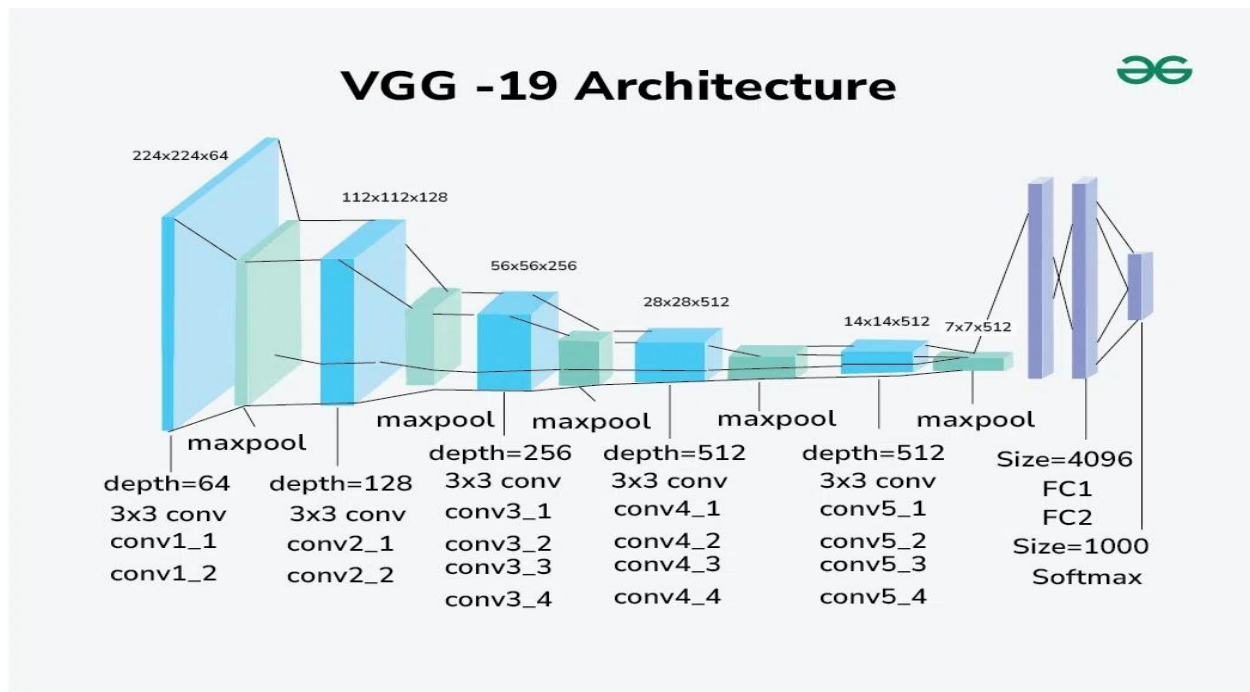 VGG -19 Architecture
224x224x64
112x112x128
56x56x256
28x28x512
14x14x512
7x7x512
maxpool
maxpool
maxpool
maxpool
maxpool
depth=64
3x3 conv
conv1_1
conv1_2
depth=128
3x3 conv
conv2_1
conv2_2
depth=256
3x3 conv
conv3_1
conv3_2
conv3_3
conv3_4
depth=512
3x3 conv
conv4_1
conv4_2
conv4_3
conv4_4
depth=512
3x3 conv
conv5_1
conv5_2
conv5_3
conv5_4
Size=4096
FC1
FC2
Size=1000
Softmax